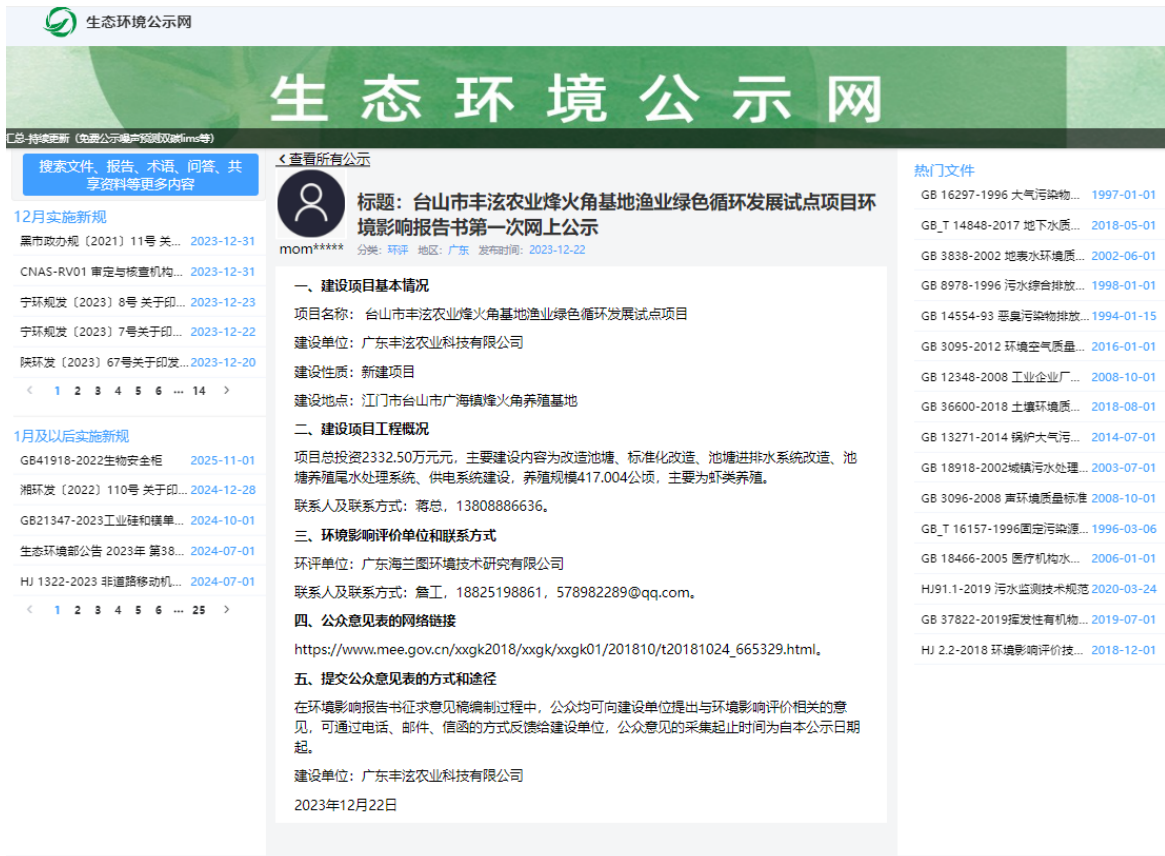 生态环境公示网
生态环境公示网
汇总-持续更新（免费公示噪声预测双碳lims等）
搜索文件、报告、术语、问答、共
享资料等更多内容
12月实施新规
黑市政办规〔2021〕11号 关... 2023-12-31
CNAS-RV01 审定与核查机构... 2023-12-31
宁环规发〔2023〕8号 关于印... 2023-12-23
宁环规发〔2023〕7号关于印... 2023-12-22
陕环发〔2023〕67号关于印发... 2023-12-20
< 1 2 3 4 5 6 ... 14 >
1月及以后实施新规
GB41918-2022生物安全柜 2025-11-01
湘环发〔2022〕110号 关于印... 2024-12-28
GB21347-2023工业硅和镁单... 2024-10-01
生态环境部公告 2023年 第38... 2024-07-01
HJ 1322-2023 非道路移动机... 2024-07-01
< 1 2 3 4 5 6 ... 25 >
<查看所有公示
mom*****
标题：台山市丰泫农业烽火角基地渔业绿色循环发展试点项目环
境影响报告书第一次网上公示
分类：环评 地区：广东 发布时间：2023-12-22
一、建设项目基本情况
项目名称： 台山市丰泫农业烽火角基地渔业绿色循环发展试点项目
建设单位：广东丰泫农业科技有限公司
建设性质：新建项目
建设地点：江门市台山市广海镇烽火角养殖基地
二、建设项目工程概况
项目总投资2332.50万元元，主要建设内容为改造池塘、标准化改造、池塘进排水系统改造、池
塘养殖尾水处理系统、供电系统建设，养殖规模417.004公顷，主要为虾类养殖。
联系人及联系方式：蒋总，13808886636。
三、环境影响评价单位和联系方式
环评单位：广东海兰图环境技术研究有限公司
联系人及联系方式：詹工，18825198861，578982289@qq.com。
四、公众意见表的网络链接
https://www.mee.gov.cn/xxgk2018/xxgk/xxgk01/201810/t20181024_665329.html。
五、提交公众意见表的方式和途径
在环境影响报告书征求意见稿编制过程中，公众均可向建设单位提出与环境影响评价相关的意
见，可通过电话、邮件、信函的方式反馈给建设单位，公众意见的采集起止时间为自本公示日期
起。
建设单位：广东丰泫农业科技有限公司
2023年12月22日
热门文件
GB 16297-1996 大气污染物... 1997-01-01
GB_T 14848-2017 地下水质... 2018-05-01
GB 3838-2002 地表水环境质... 2002-06-01
GB 8978-1996 污水综合排放... 1998-01-01
GB 14554-93 恶臭污染物排放... 1994-01-15
GB 3095-2012 环境空气质量... 2016-01-01
GB 12348-2008 工业企业厂... 2008-10-01
GB 36600-2018 土壤环境质... 2018-08-01
GB 13271-2014 锅炉大气污... 2014-07-01
GB 18918-2002城镇污水处理... 2003-07-01
GB 3096-2008 声环境质量标准 2008-10-01
GB_T 16157-1996固定污染源... 1996-03-06
GB 18466-2005 医疗机构水... 2006-01-01
HJ91.1-2019 污水监测技术规范 2020-03-24
GB 37822-2019挥发性有机物... 2019-07-01
HJ 2.2-2018 环境影响评价技... 2018-12-01